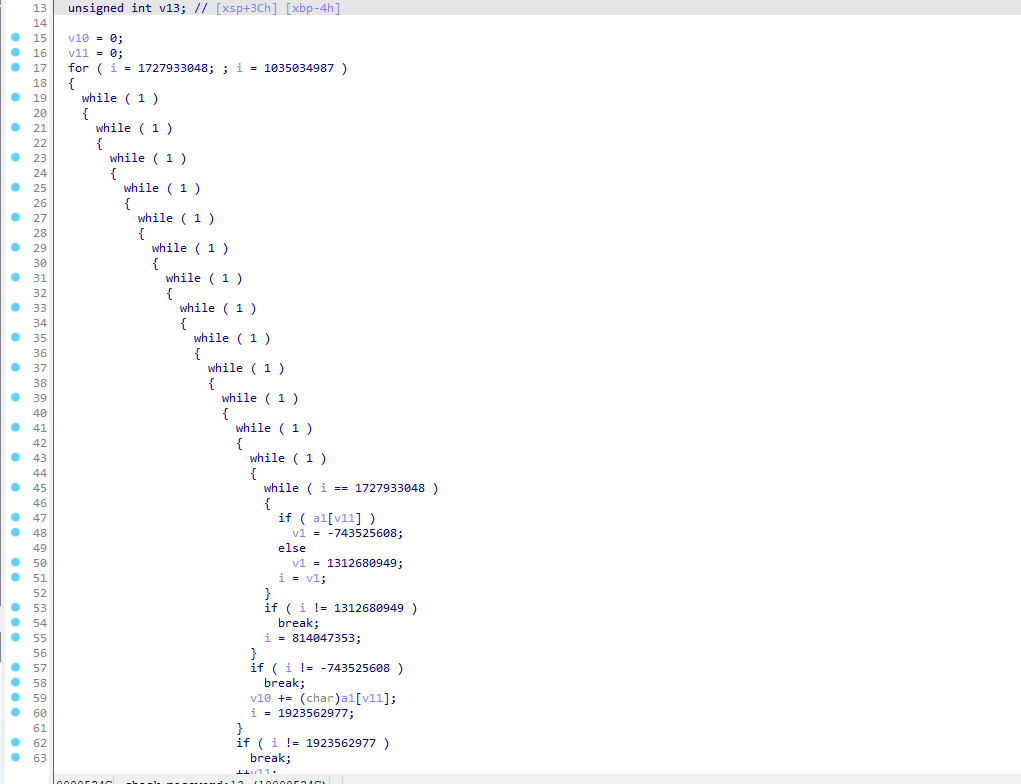 13 unsigned int v13; // [xsp+3Ch] [xbp-4h]
14
15 v10 = 0;
16 v11 = 0;
17 for ( i = 1727933048; ; i = 1035034987 )
18 {
19 while ( 1 )
20 {
21 while ( 1 )
22 {
23 while ( 1 )
24 {
25 while ( 1 )
26 {
27 while ( 1 )
28 {
29 while ( 1 )
30 {
31 while ( 1 )
32 {
33 while ( 1 )
34 {
35 while ( 1 )
36 {
37 while ( 1 )
38 {
39 while ( 1 )
40 {
41 while ( 1 )
42 {
43 while ( 1 )
44 {
45 while ( i == 1727933048 )
46 {
47 if ( a1[v11] )
48 v1 = -743525608;
49 else
50 v1 = 1312680949;
51 i = v1;
52 }
53 if ( i != 1312680949 )
54 break;
55 i = 814047353;
56 }
57 if ( i != -743525608 )
58 break;
59 v10 += (char)a1[v11];
60 i = 1923562977;
61 }
62 if ( i != 1923562977 )
63 break;
++v11;